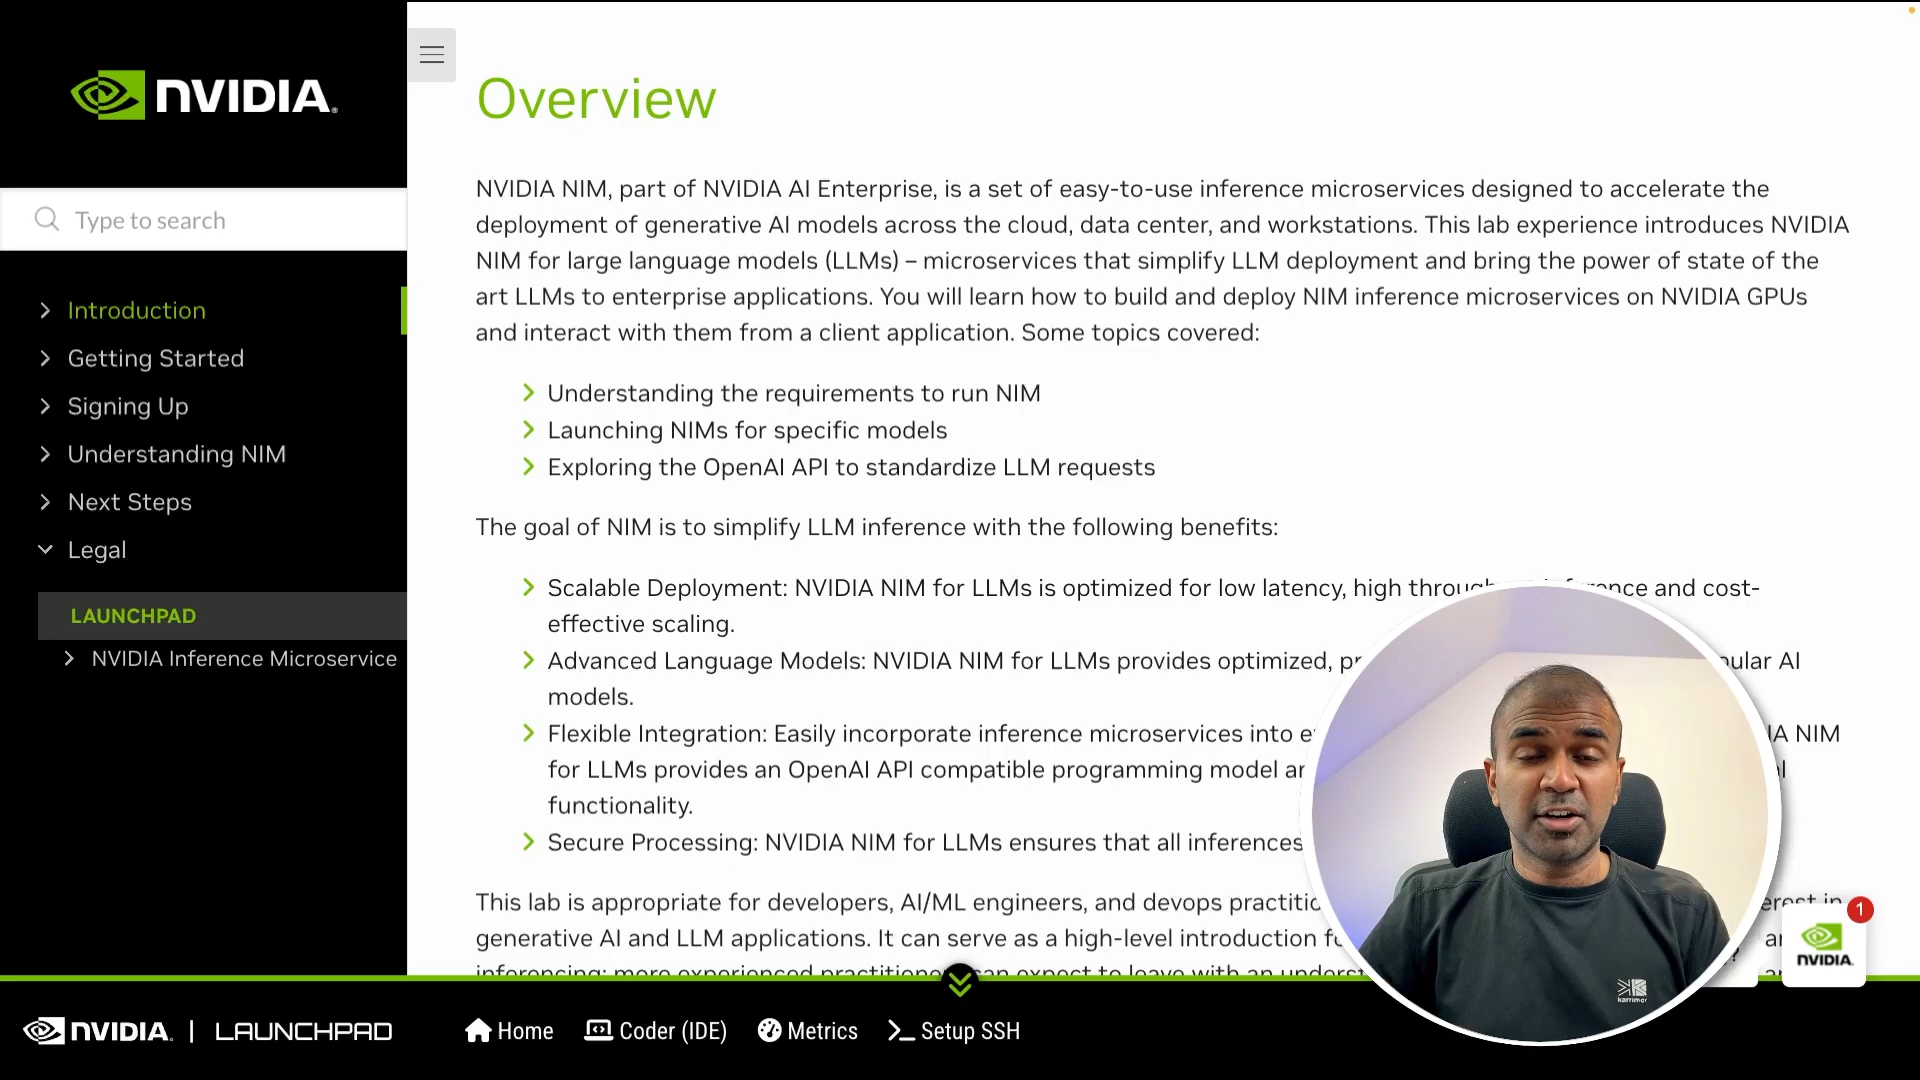 NVIDIA
Type to search
Introduction
Getting Started
Signing Up
Understanding NIM
Next Steps
Legal
LAUNCHPAD
NVIDIA Inference Microservice
Overview
NVIDIA NIM, part of NVIDIA AI Enterprise, is a set of easy-to-use inference microservices designed to accelerate the
deployment of generative AI models across the cloud, data center, and workstations. This lab experience introduces NVIDIA
NIM for large language models (LLMs) – microservices that simplify LLM deployment and bring the power of state of the
art LLMs to enterprise applications. You will learn how to build and deploy NIM inference microservices on NVIDIA GPUs
and interact with them from a client application. Some topics covered:
Understanding the requirements to run NIM
Launching NIMs for specific models
Exploring the OpenAI API to standardize LLM requests
The goal of NIM is to simplify LLM inference with the following benefits:
Scalable Deployment: NVIDIA NIM for LLMs is optimized for low latency, high and cost-
effective scaling.
Advanced Language Models: NVIDIA NIM for LLMs provides optimized, AI
models.
Flexible Integration: Easily incorporate inference microservices into NIM
for LLMs provides an OpenAI API compatible programming model
functionality.
Secure Processing: NVIDIA NIM for LLMs ensures that all inferences
This lab is appropriate for developers, AI/ML engineers, and devops in
generative AI and LLM applications. It can serve as a high-level introduction
inferencing; more experienced can expect to leave with an
karrimor
1
NVIDIA.
NVIDIA. | LAUNCHPAD
Home
Coder (IDE)
Metrics
Setup SSH